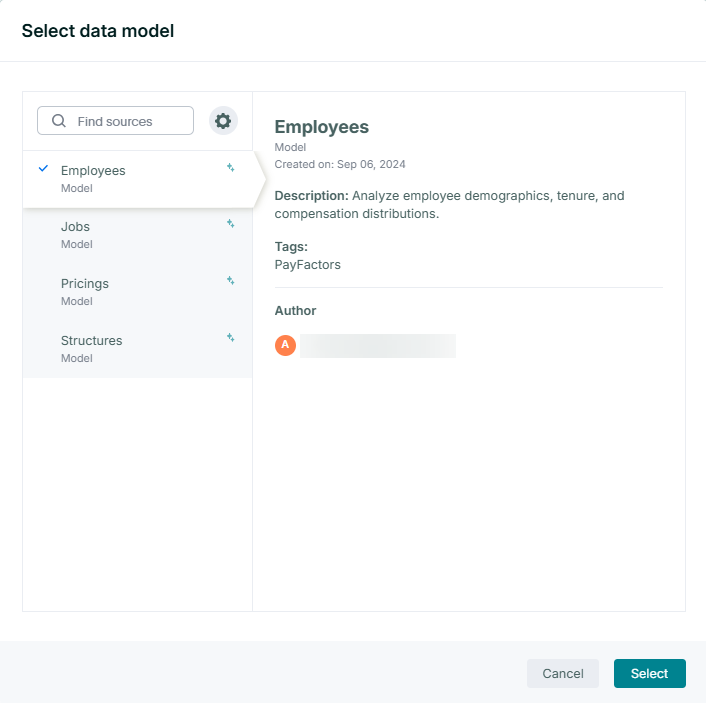 Select data model
Find sources
Employees
Model
Jobs
Model
Pricings
Model
Structures
Model
Employees
Model
Created on: Sep 06, 2024
Description: Analyze employee demographics, tenure, and
compensation distributions.
Tags:
PayFactors
Author
A
Cancel
Select